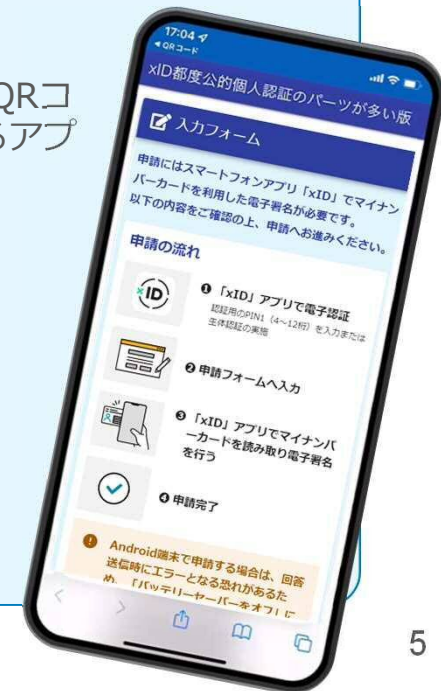 QRコ
るアプ
17:04
◀ QRコード
xID都度公的個人認証のパーツが多い版
入力フォーム
申請にはスマートフォンアプリ「xID」でマイナン
バーカードを利用した電子署名が必要です。
以下の内容をご確認の上、申請へお進みください。
申請の流れ
×ID
❶ 「xID」アプリで電子認証
認証用のPIN1（4〜12桁）を入力または
生体認証の実施
❷ 申請フォームへ入力
❸ 「xID」アプリでマイナンバ
ーカードを読み取り電子署名
を行う
❹ 申請完了
Android端末で申請する場合は、回答
送信時にエラーとなる恐れがあるた
め、「バッテリーセーバーをオフ」に
5